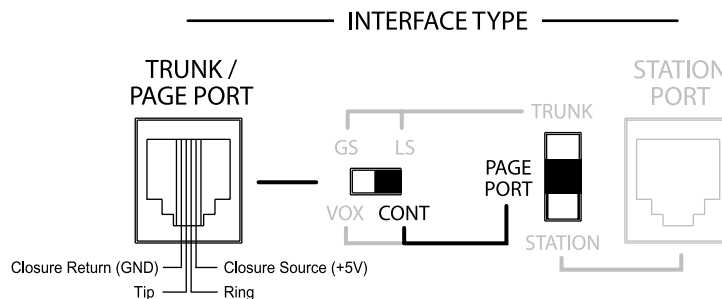 INTERFACE TYPE
TRUNK /
PAGE PORT
STATION
PORT
TRUNK
GS LS
PAGE
PORT
VOX CONT
STATION
Closure Return (GND) Closure Source (+5V)
Tip Ring